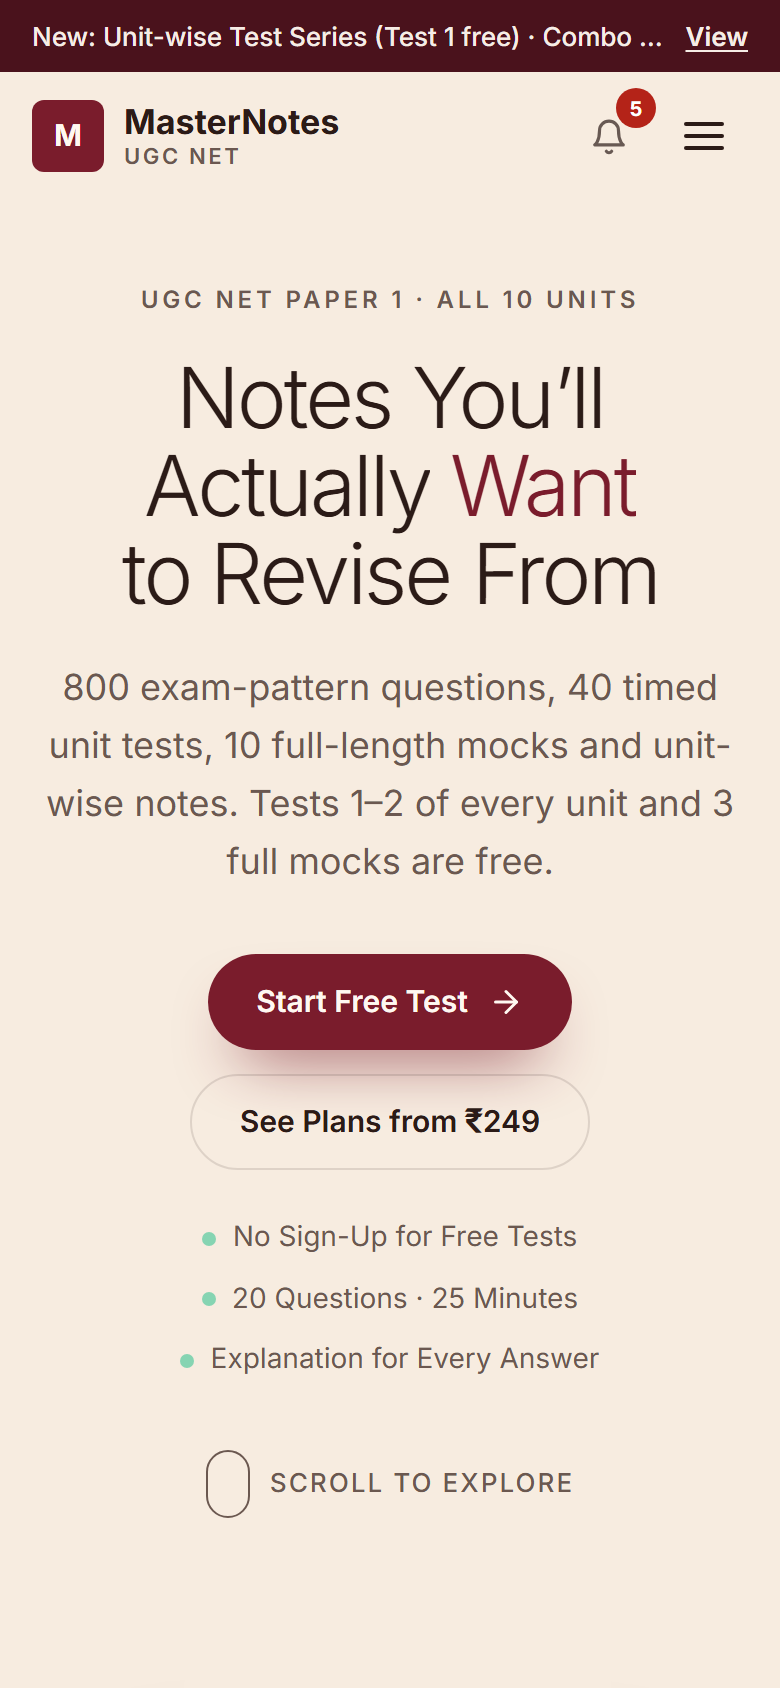 New: Unit-wise Test Series (Test 1 free) · Combo ... View
5
M
MasterNotes
UGC NET
UGC NET PAPER 1 · ALL 10 UNITS
Notes You’ll
Actually Want
to Revise From
800 exam-pattern questions, 40 timed
unit tests, 10 full-length mocks and unit-
wise notes. Tests 1–2 of every unit and 3
full mocks are free.
Start Free Test →
See Plans from ₹249
No Sign-Up for Free Tests
20 Questions · 25 Minutes
Explanation for Every Answer
SCROLL TO EXPLORE